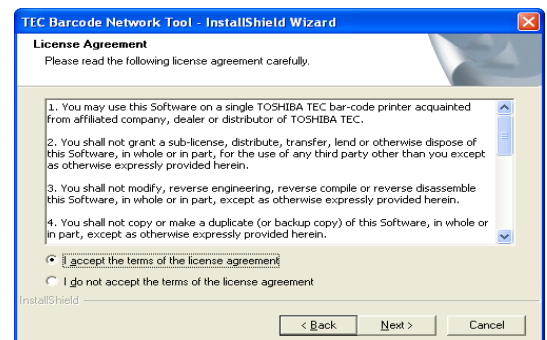 TEC Barcode Network Tool - InstallShield Wizard
License Agreement
Please read the following license agreement carefully.
1. You may use this Software on a single TOSHIBA TEC bar-code printer acquainted
from affiliated company, dealer or distributor of TOSHIBA TEC.
2. You shall not grant a sub-license, distribute, transfer, lend or otherwise dispose of
this Software, in whole or in part, for the use of any third party other than you except
as otherwise expressly provided herein.
3. You shall not modify, reverse engineering, reverse compile or reverse disassemble
this Software, in whole or in part, except as otherwise expressly provided herein.
4. You shall not copy or make a duplicate (or backup copy) of this Software, in whole or
in part, except as otherwise expressly provided herein.
I accept the terms of the license agreement
I do not accept the terms of the license agreement
InstallShield
< Back Next > Cancel